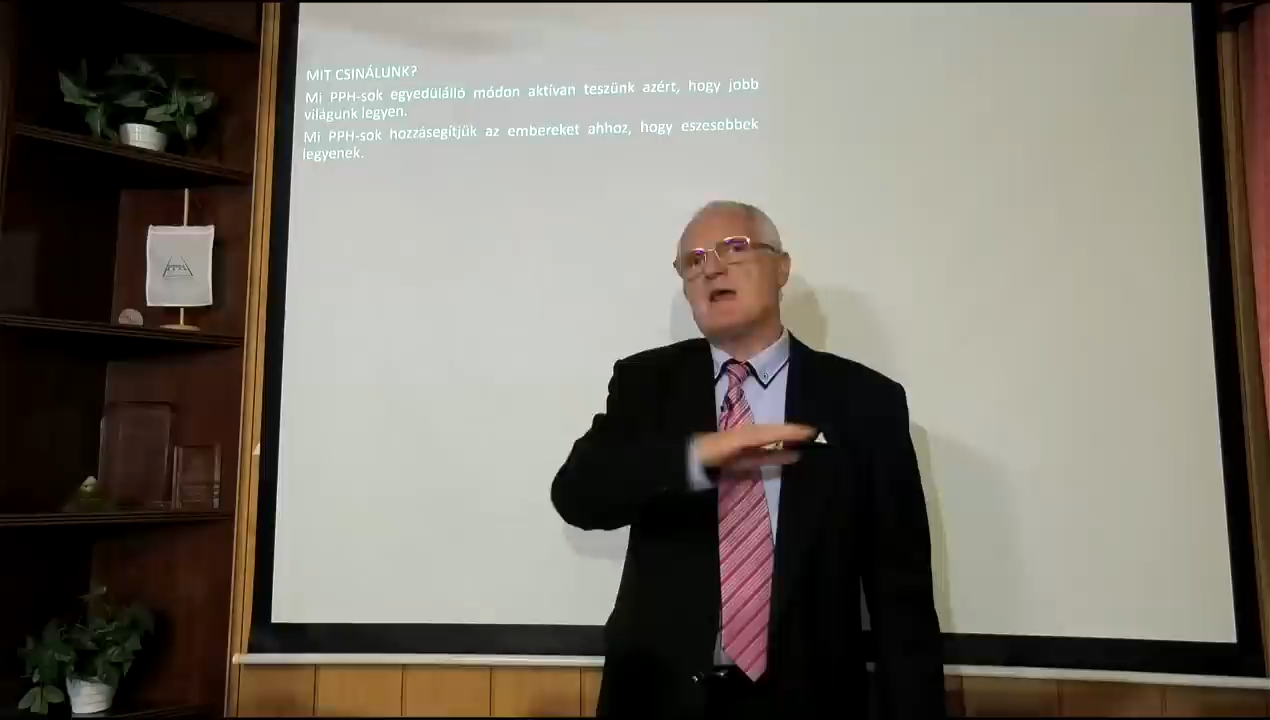 MIT CSINÁLUNK?
Mi PPH-sok egyedülálló módon aktívan teszünk azért, hogy jobb
világunk legyen.
Mi PPH-sok hozzásegítjük az embereket ahhoz, hogy eszesebbek
legyenek.